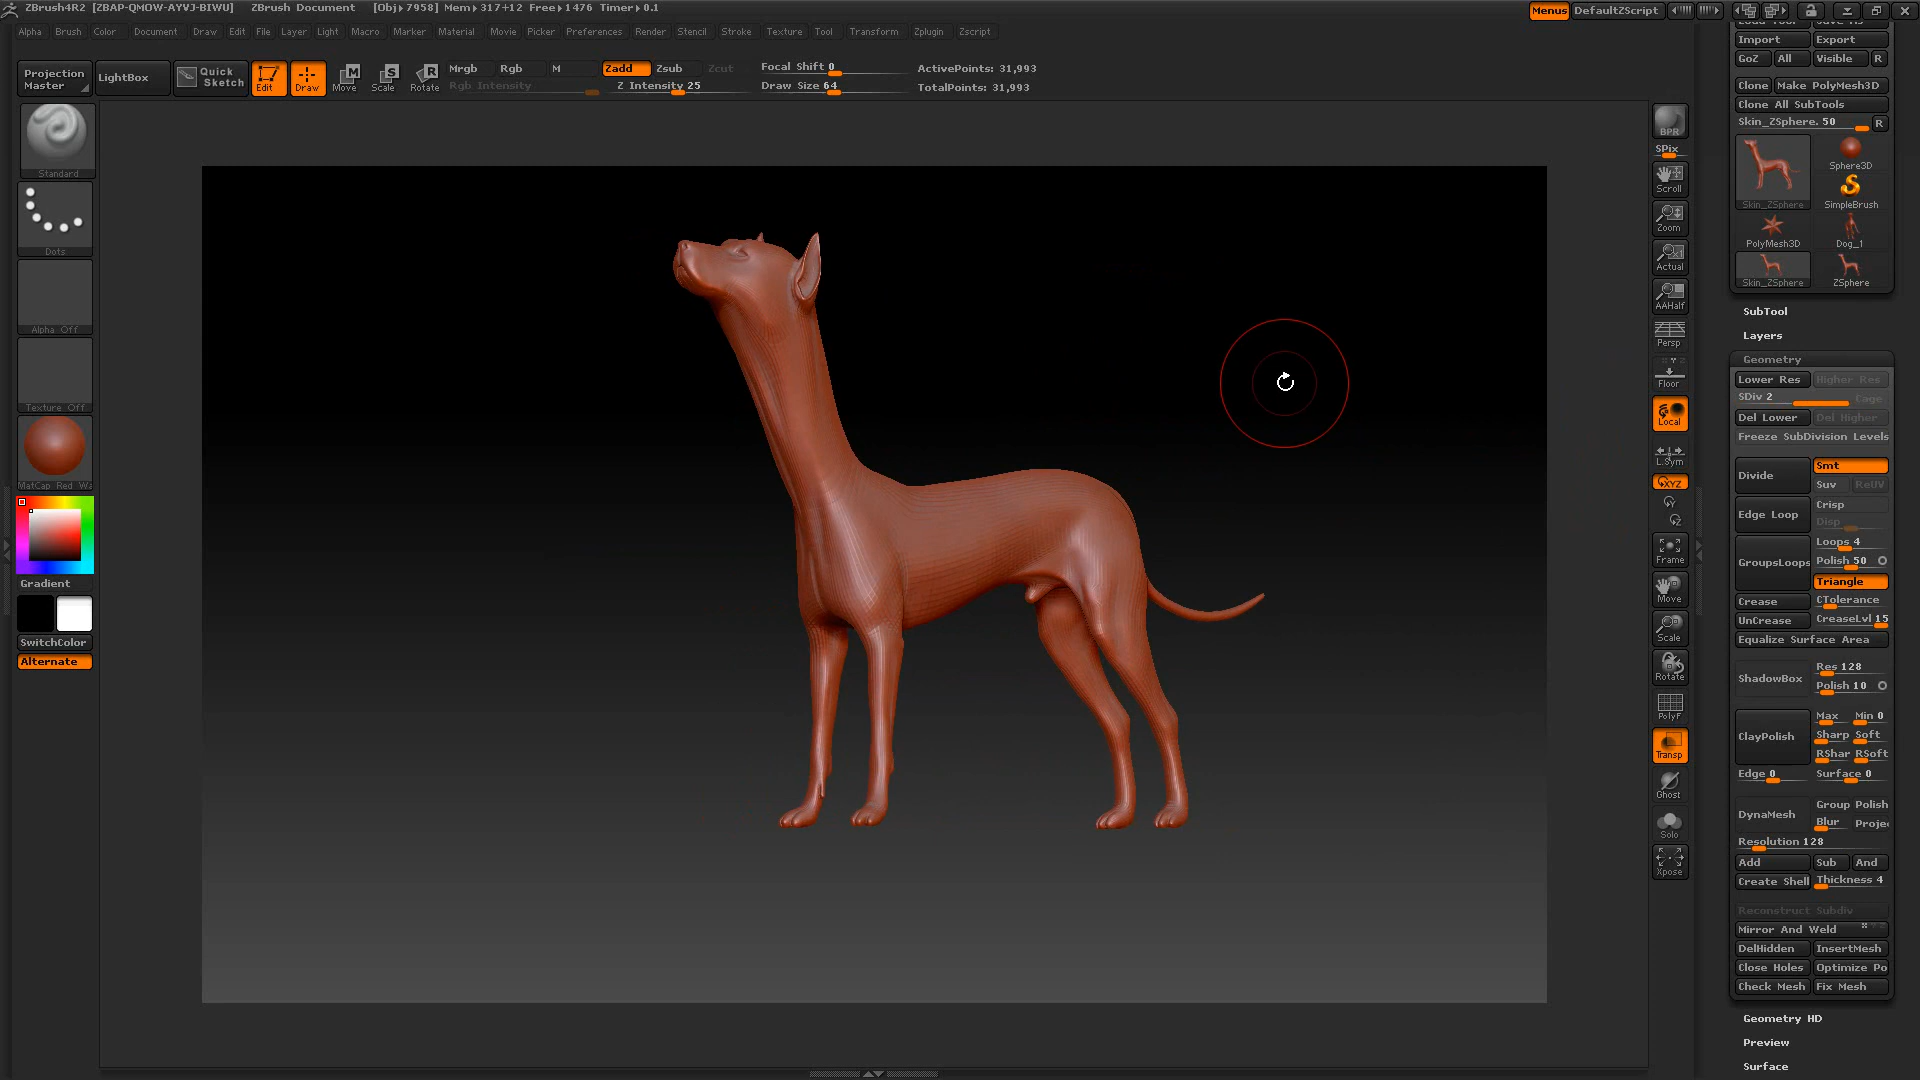 ZBrush4R2 [ZBAP-QMOW-AYVJ-BIWU] ZBrush Document [Obj▸7958] Mem▸317+12 Free▸1476 Timer▸0.1 Menus DefaultZScript
Alpha Brush Color Document Draw Edit File Layer Light Macro Marker Material Movie Picker Preferences Render Stencil Stroke Texture Tool Transform Zplugin Zscript
Projection Master
LightBox
Quick Sketch
Edit Draw Move Scale Rotate
Mrgb Rgb M
Rgb Intensity
Zadd Zsub Zcut
Z Intensity 25
Focal Shift 0
Draw Size 64
ActivePoints: 31,993
TotalPoints: 31,993
Standard
Dots
Alpha Off
Texture Off
MatCap Red Wa
Gradient
SwitchColor
Alternate
BPR
SPix
Scroll
Zoom
Actual
AAHalf
Persp
Floor
Local
L.Sym
XYZ
Y
Z
Frame
Move
Scale
Rotate
PolyF
Transp
Ghost
Solo
Xpose
Import Export
GoZ All Visible R
Clone Make PolyMesh3D
Clone All SubTools
Skin_ZSphere. 50 R
Skin_ZSphere
Sphere3D
SimpleBrush
PolyMesh3D
Dog_1
Skin_ZSphere
ZSphere
SubTool
Layers
Geometry
Lower Res Higher Res
SDiv 2 Cage
Del Lower Del Higher
Freeze SubDivision Levels
Divide Smt
Suv ReUV
Edge Loop Crisp
Disp
Loops 4
GroupsLoops Polish 50
Triangle
Crease CTolerance
UnCrease CreaseLvl 15
Equalize Surface Area
ShadowBox Res 128
Polish 10
Max Min 0
ClayPolish Sharp Soft
RShar RSoft
Edge 0 Surface 0
DynaMesh Group Polish
Blur Projec
Resolution 128
Add Sub And
Create Shell Thickness 4
Reconstruct Subdiv
Mirror And Weld
DelHidden InsertMesh
Close Holes Optimize Po
Check Mesh Fix Mesh
Geometry HD
Preview
Surface